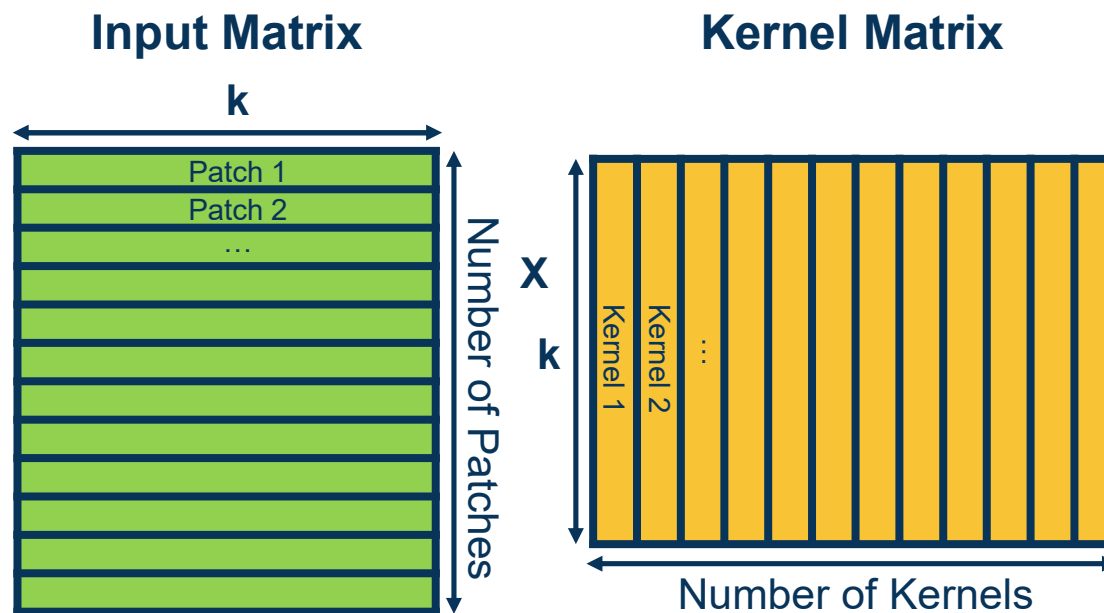 Input Matrix
Kernel Matrix
k
Patch 1
Patch 2
…
Number of Patches
X
k
Kernel 1
Kernel 2
…
Number of Kernels